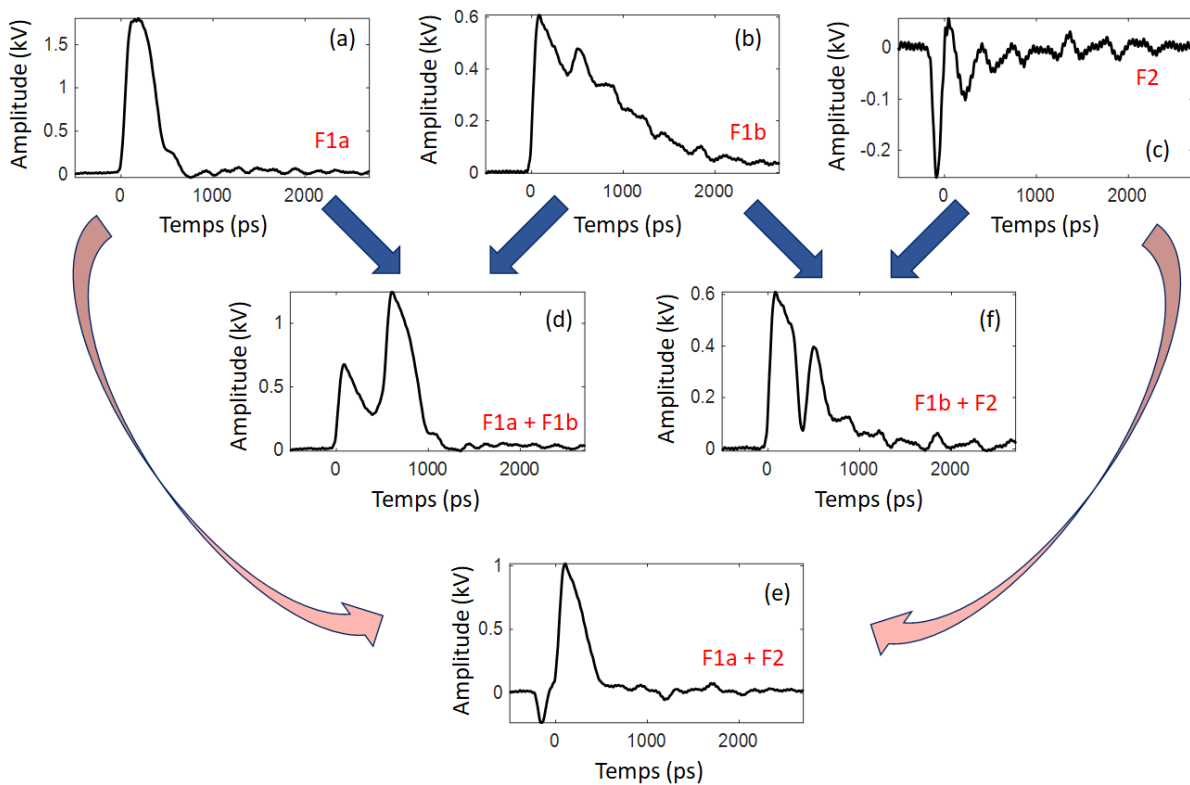 Amplitude (kV)
1.5
1
0.5
0
(a)
F1a
0
1000
2000
Temps (ps)
Amplitude (kV)
0.6
0.4
0.2
0
(b)
F1b
0
1000
2000
Temps (ps)
Amplitude (kV)
0
-0.1
-0.2
F2
(c)
0
1000
2000
Temps (ps)
Amplitude (kV)
1
0.5
0
(d)
F1a + F1b
0
1000
2000
Temps (ps)
Amplitude (kV)
0.6
0.4
0.2
0
(f)
F1b + F2
0
1000
2000
Temps (ps)
Amplitude (kV)
1
0.5
0
(e)
F1a + F2
0
1000
2000
Temps (ps)